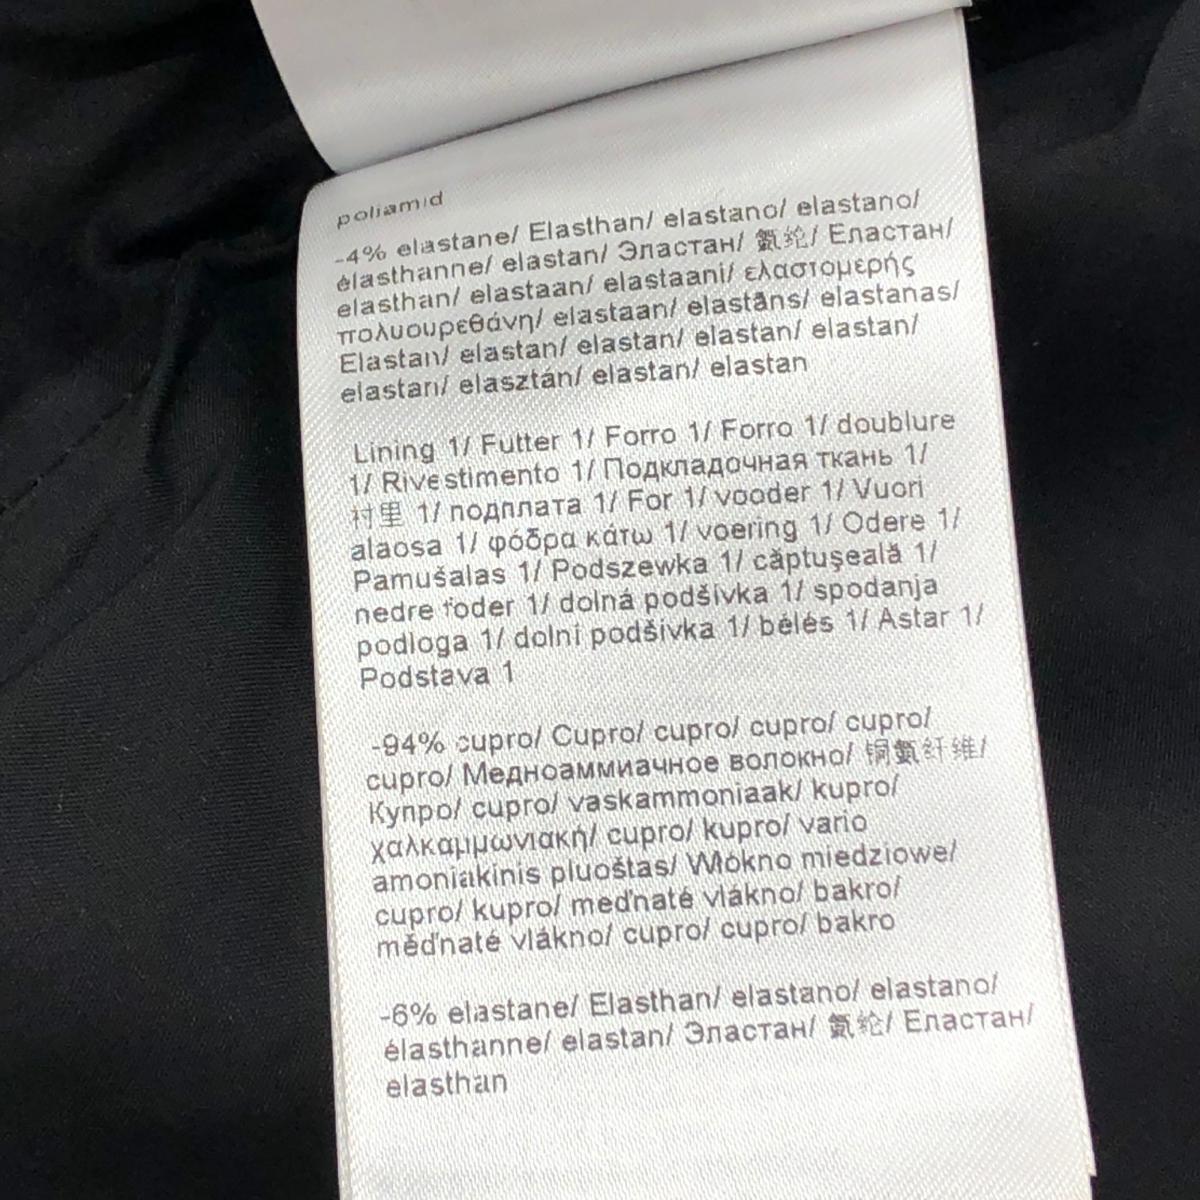 poliamid
-4% elastane/ Elasthan/ elastano/ elastano/
élasthanne/ elastan/ Эластан/ 氨纶/ Еластан/
elasthan/ elastaan/ elastaani/ ελαστομερής
πολυουρεθάνη/ elastaan/ elastāns/ elastanas/
Elastan/ elastan/ elastan/ elastan/ elastan/
elastan/ elasztán/ elastan/ elastan
Lining 1/ Futter 1/ Forro 1/ Forro 1/ doublure
1/ Rivestimento 1/ Подкладочная ткань 1/
衬里 1/ подплата 1/ For 1/ vooder 1/ Vuori
alaosa 1/ φόδρα κάτω 1/ voering 1/ Odere 1/
Pamušalas 1/ Podszewka 1/ căptuşeală 1/
nedre foder 1/ dolná podšívka 1/ spodanja
podloga 1/ dolní podšívka 1/ bélés 1/ Astar 1/
Podstava 1
-94% cupro/ Cupro/ cupro/ cupro/ cupro/
cupro/ Медноаммиачное волокно/ 铜氨纤维/
Купро/ cupro/ vaskammoniaak/ kupro/
χαλκαμμωνιακή/ cupro/ kupro/ vario
amoniakinis pluoštas/ Włókno miedziowe/
cupro/ kupro/ meďnaté vlákno/ bakro/
měďnaté vlákno/ cupro/ cupro/ bakro
-6% elastane/ Elasthan/ elastano/ elastano/
élasthanne/ elastan/ Эластан/ 氨纶/ Еластан/
elasthan